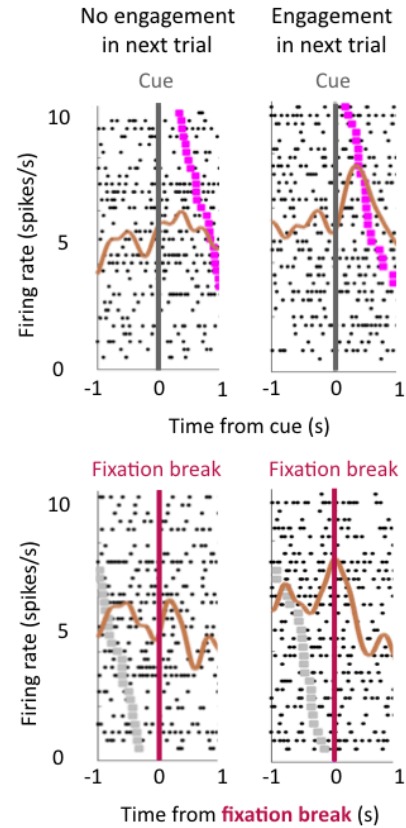 No engagement
in next trial
Engagement
in next trial
Cue
Cue
Firing rate (spikes/s)
10
5
0
-1
0
1
-1
0
1
Time from cue (s)
Fixation break
Fixation break
Firing rate (spikes/s)
10
5
0
-1
0
1
-1
0
1
Time from fixation break (s)